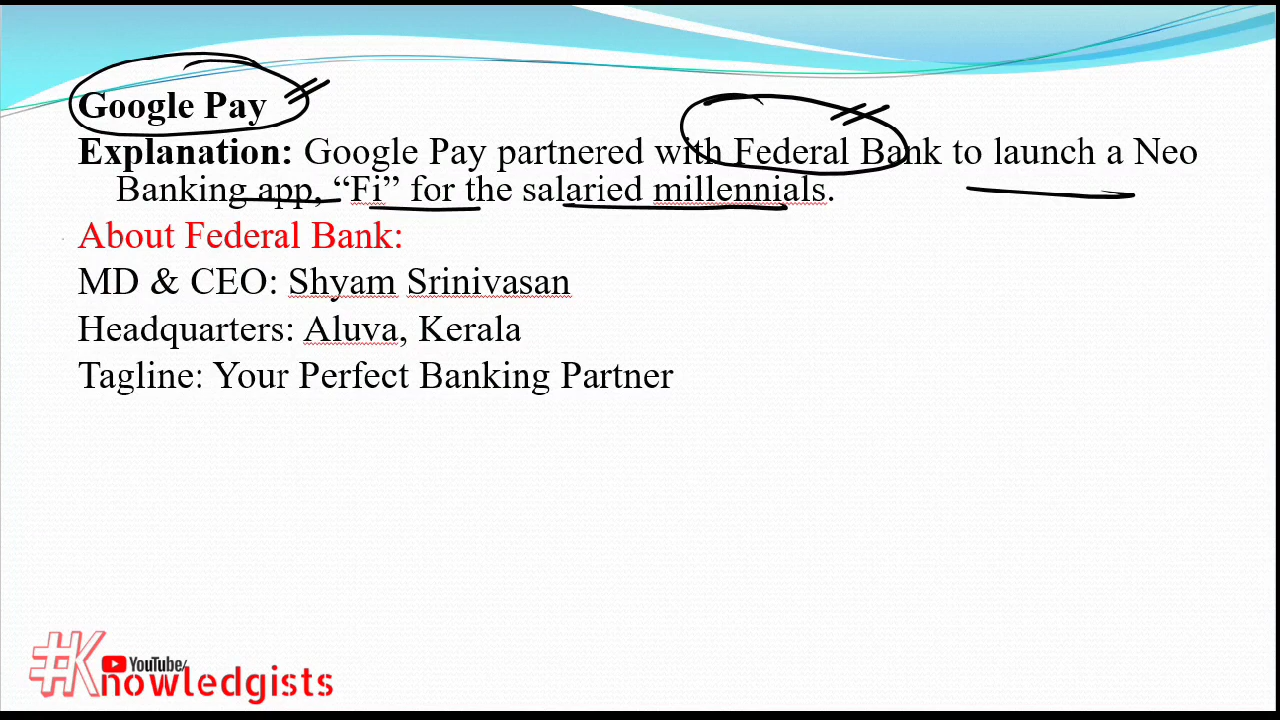 Google Pay
Explanation: Google Pay partnered with Federal Bank to launch a Neo
Banking app, “Fi” for the salaried millennials.
About Federal Bank:
MD & CEO: Shyam Srinivasan
Headquarters: Aluva, Kerala
Tagline: Your Perfect Banking Partner
#K YouTube/
nowledgists